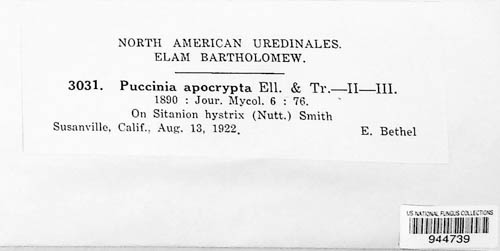 NORTH AMERICAN UREDINALES.
ELAM BARTHOLOMEW.
3031. Puccinia apocrypta Ell. & Tr.—II—III.
1890 : Jour. Mycol. 6 : 76.
On Sitanion hystrix (Nutt.) Smith
Susanville, Calif., Aug. 13, 1922. E. Bethel
US NATIONAL FUNGUS COLLECTIONS
944739